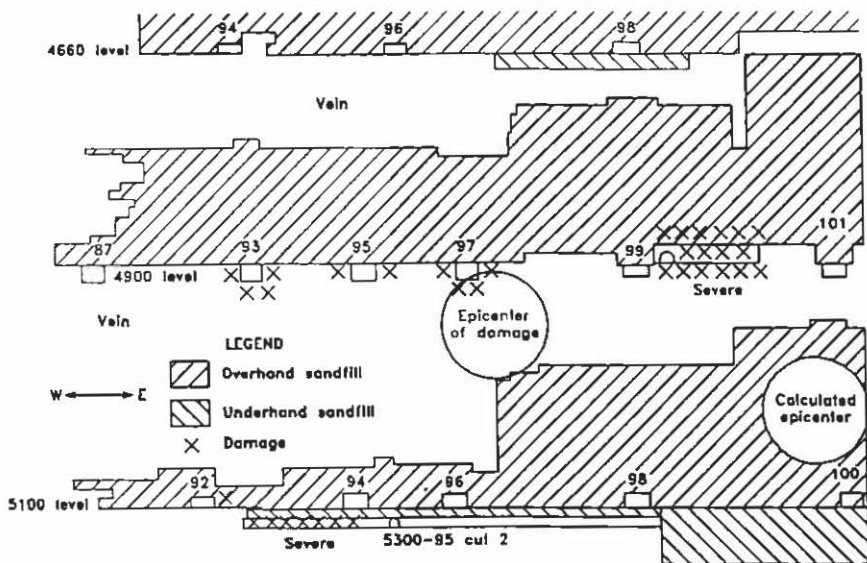 94
96
98
4660 level
Vein
87
93
95
97
99
101
4900 level
Severe
Vein
Epicenter
of damage
LEGEND
Overhand sandfill
Underhand sandfill
Damage
W
E
Calculated
epicenter
92
94
96
98
100
5100 level
Severe
5300-95 cut 2